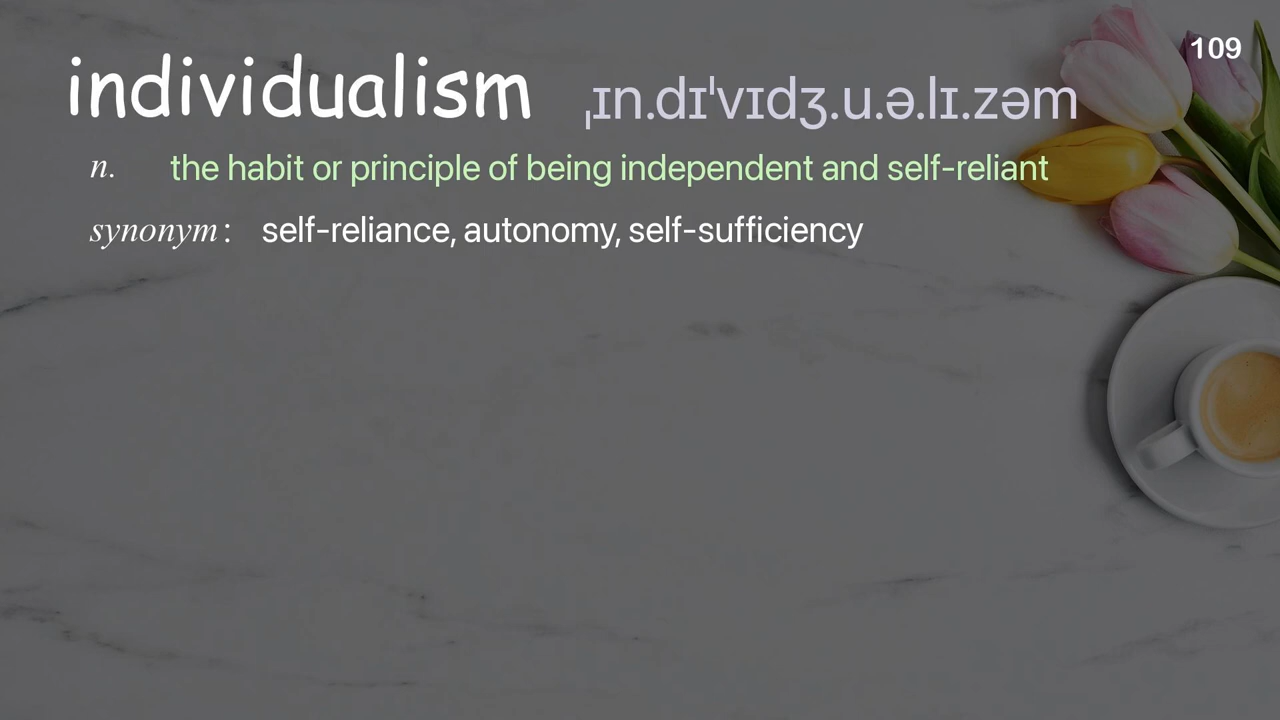 109
individualism ˌɪn.dɪˈvɪdʒ.u.ə.lɪ.zəm
n. the habit or principle of being independent and self-reliant
synonym: self-reliance, autonomy, self-sufficiency